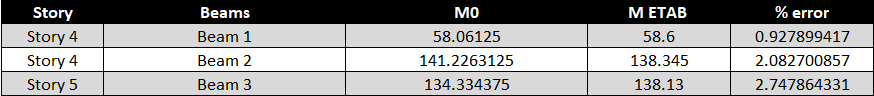 Story Beams M0 M ETAB % error
Story 4 Beam 1 58.06125 58.6 0.927899417
Story 4 Beam 2 141.2263125 138.345 2.082700857
Story 5 Beam 3 134.334375 138.13 2.747864331